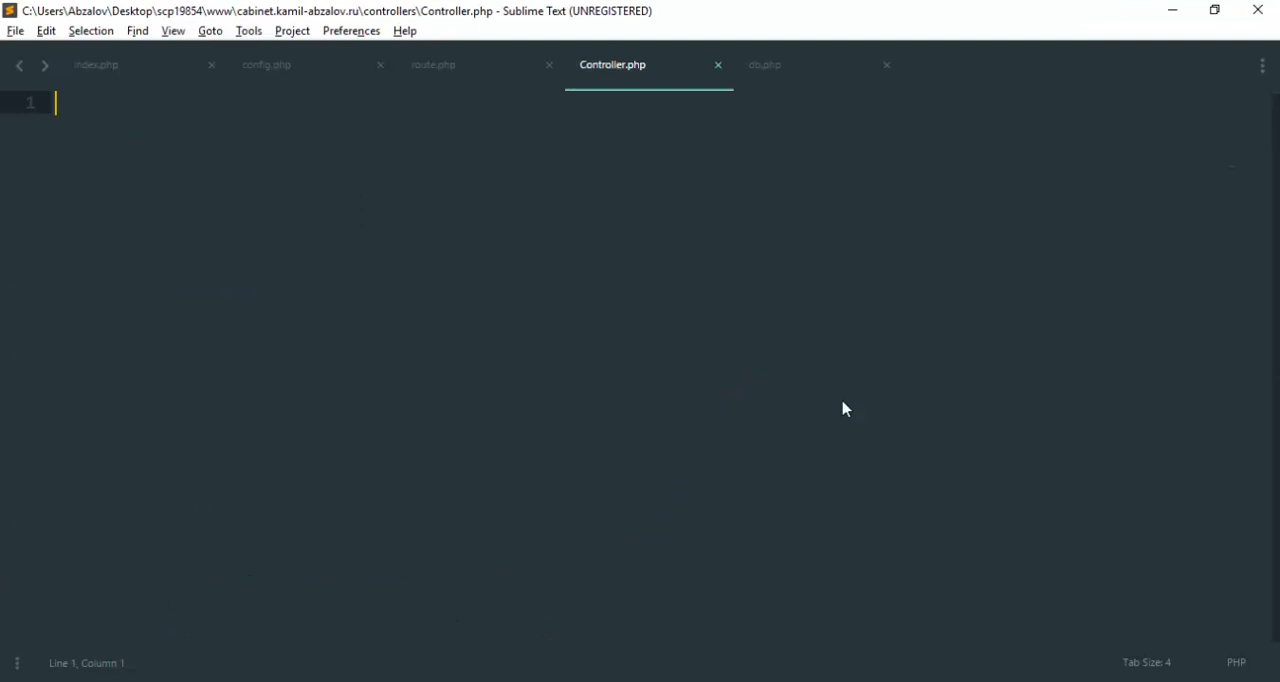 C:\Users\Abzalov\Desktop\scp19854\www\cabinet.kamil-abzalov.ru\controllers\Controller.php - Sublime Text (UNREGISTERED)
File Edit Selection Find View Goto Tools Project Preferences Help
index.php config.php route.php Controller.php db.php
1
Line 1, Column 1 Tab Size: 4 PHP